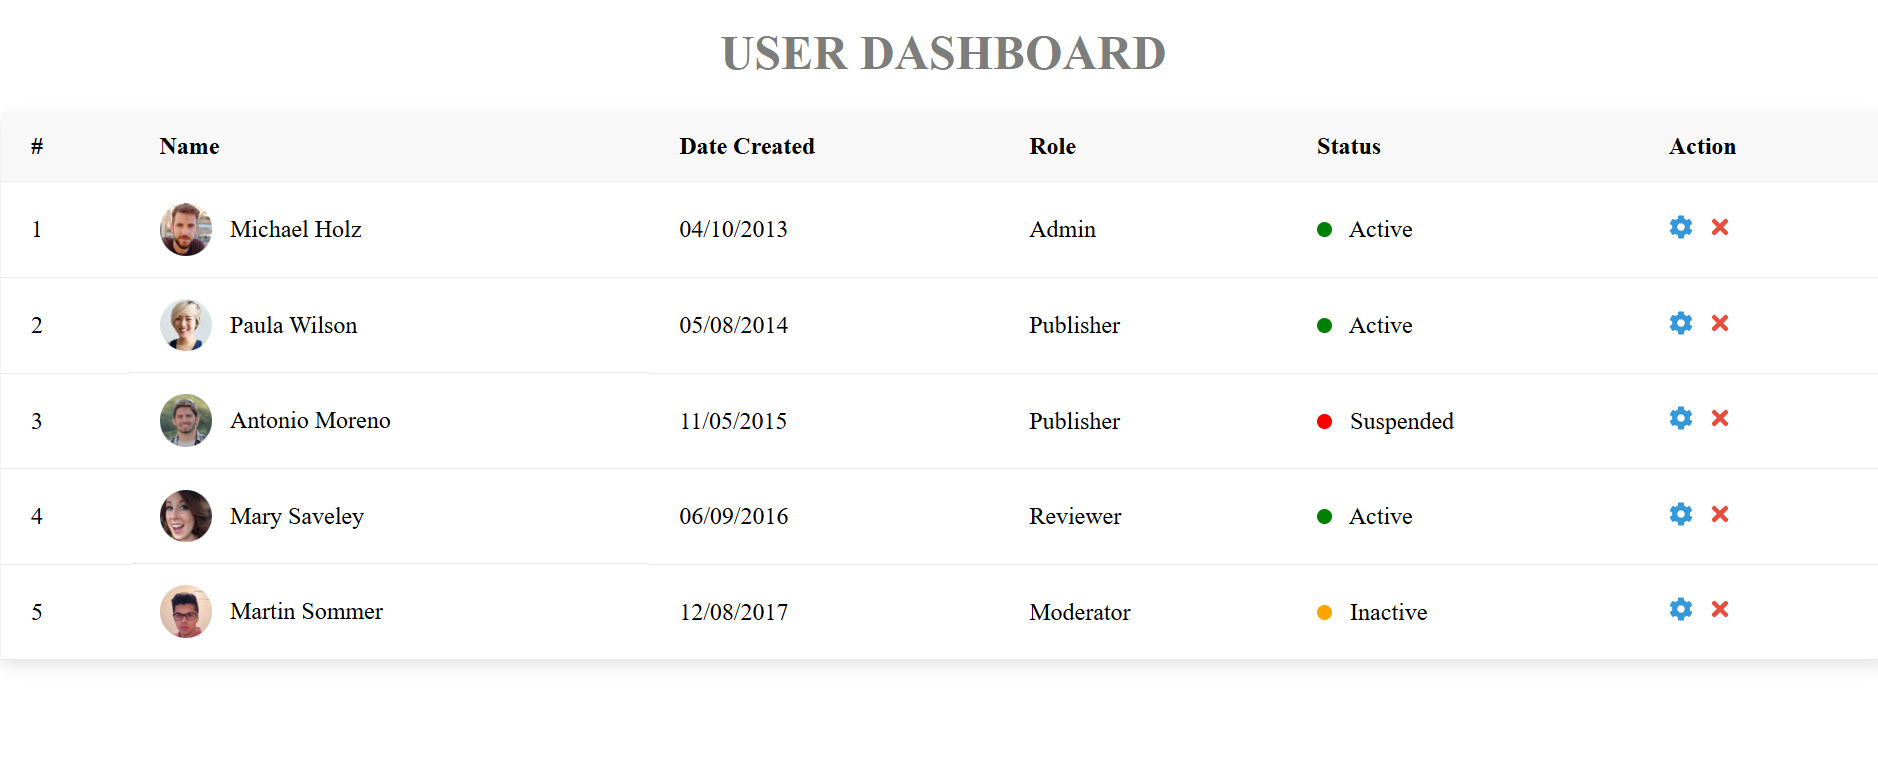 USER DASHBOARD
# Name Date Created Role Status Action
1 Michael Holz 04/10/2013 Admin Active
2 Paula Wilson 05/08/2014 Publisher Active
3 Antonio Moreno 11/05/2015 Publisher Suspended
4 Mary Saveley 06/09/2016 Reviewer Active
5 Martin Sommer 12/08/2017 Moderator Inactive